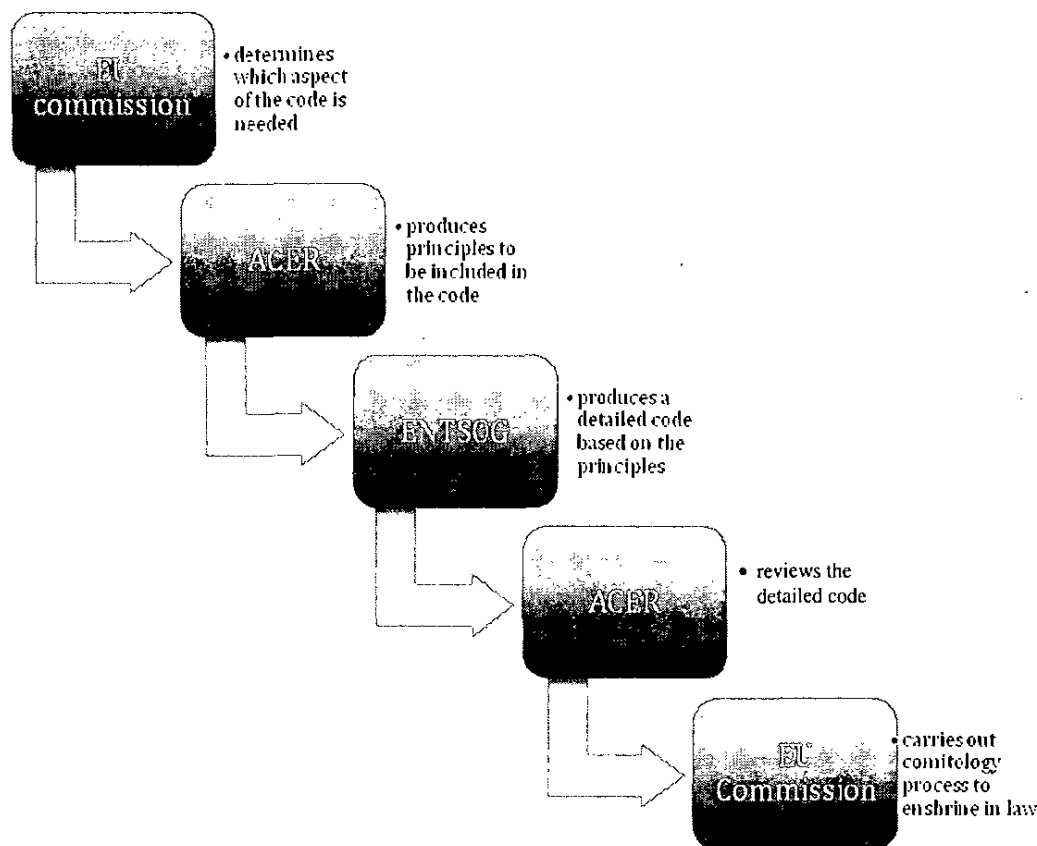 EU
commission
• determines
which aspect
of the code is
needed
ACER
• produces
principles to
be included in
the code
ENTSOG
• produces a
detailed code
based on the
principles
ACER
• reviews the
detailed code
EU
Commission
• carries out
comitology
process to
enshrine in law